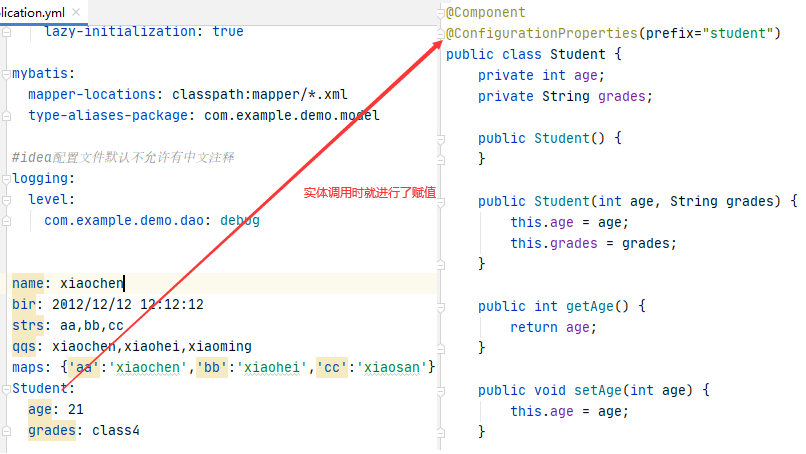 lication.yml
lazy-initialization: true
mybatis:
mapper-locations: classpath:mapper/*.xml
type-aliases-package: com.example.demo.model
#idea配置文件默认不允许有中文注释
logging:
level:
com.example.demo.dao: debug
name: xiaochen
bir: 2012/12/12 12:12:12
strs: aa,bb,cc
qqs: xiaochen,xiaohei,xiaoming
maps: {'aa':'xiaochen','bb':'xiaohei','cc':'xiaosan'}
Student:
age: 21
grades: class4
实体调用时就进行了赋值
@Component
@ConfigurationProperties(prefix="student")
public class Student {
private int age;
private String grades;
public Student() {
}
public Student(int age, String grades) {
this.age = age;
this.grades = grades;
}
public int getAge() {
return age;
}
public void setAge(int age) {
this.age = age;
}